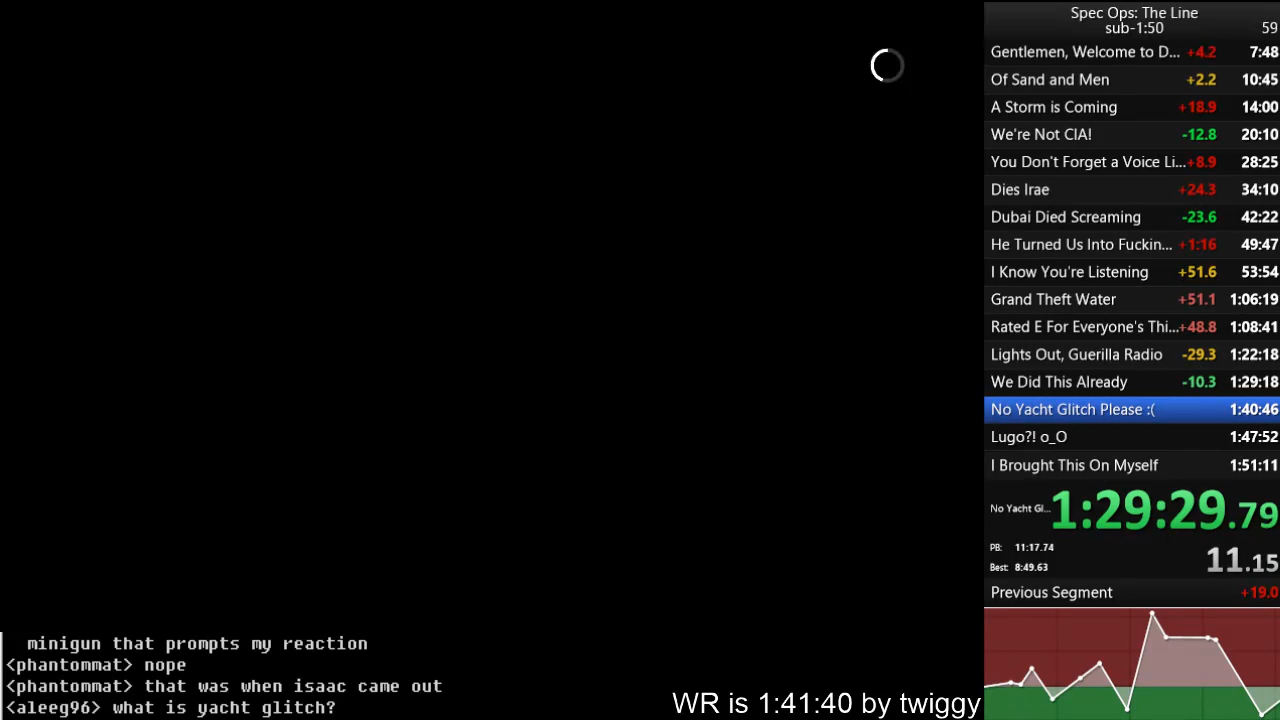 Spec Ops: The Line
sub-1:50 59
Gentlemen, Welcome to D... +4.2 7:48
Of Sand and Men +2.2 10:45
A Storm is Coming +18.9 14:00
We're Not CIA! -12.8 20:10
You Don't Forget a Voice Li... +8.9 28:25
Dies Irae +24.3 34:10
Dubai Died Screaming -23.6 42:22
He Turned Us Into Fuckin... +1:16 49:47
I Know You're Listening +51.6 53:54
Grand Theft Water +51.1 1:06:19
Rated E For Everyone's Thi... +48.8 1:08:41
Lights Out, Guerilla Radio -29.3 1:22:18
We Did This Already -10.3 1:29:18
No Yacht Glitch Please :( 1:40:46
Lugo?! o_O 1:47:52
I Brought This On Myself 1:51:11
No Yacht Gl... 1:29:29.79
PB: 11:17.74
Best: 8:49.63
11.15
Previous Segment +19.0
minigun that prompts my reaction
<phantommat> nope
<phantommat> that was when isaac came out
<aleeg96> what is yacht glitch?
WR is 1:41:40 by twiggy